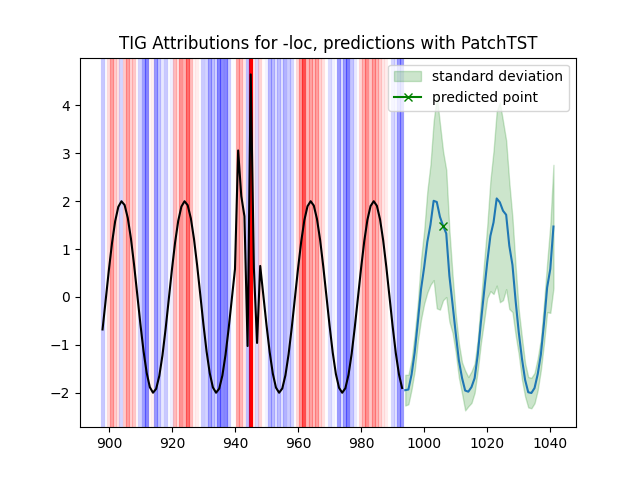 TIG Attributions for -loc, predictions with PatchTST
standard deviation
predicted point
4
3
2
1
0
−1
−2
900 920 940 960 980 1000 1020 1040